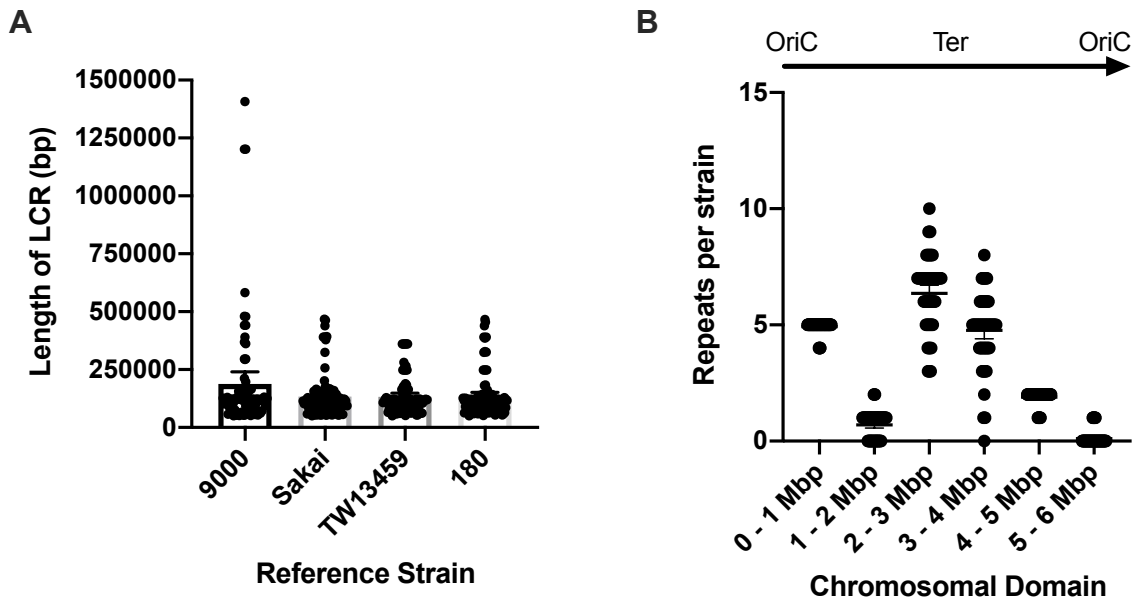 A
Length of LCR (bp)
1500000
1250000
1000000
750000
500000
250000
0
9000
Sakai
TW13459
180
Reference Strain
B
OriC Ter OriC
Repeats per strain
15
10
5
0
0 - 1 Mbp
1 - 2 Mbp
2 - 3 Mbp
3 - 4 Mbp
4 - 5 Mbp
5 - 6 Mbp
Chromosomal Domain